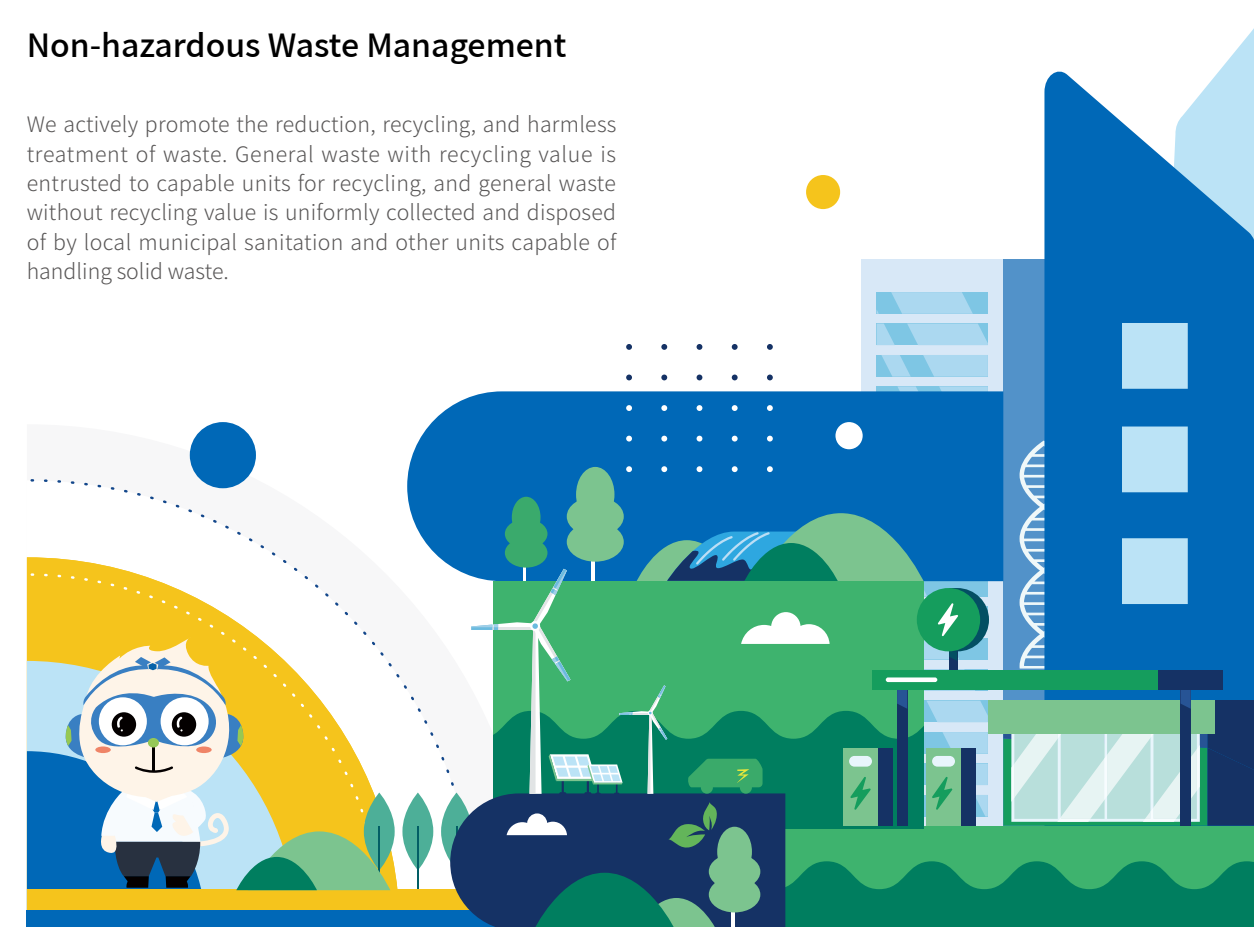 Non-hazardous Waste Management
We actively promote the reduction, recycling, and harmless
treatment of waste. General waste with recycling value is
entrusted to capable units for recycling, and general waste
without recycling value is uniformly collected and disposed
of by local municipal sanitation and other units capable of
handling solid waste.